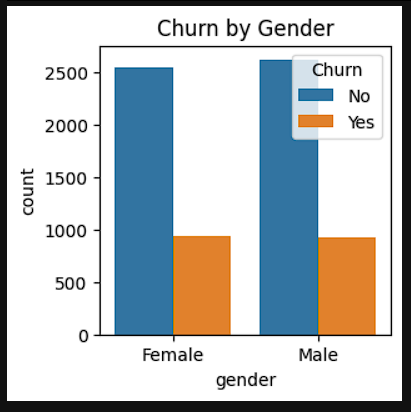 Churn by Gender
Churn
No
Yes
2500
2000
1500
1000
500
0
count
Female Male
gender